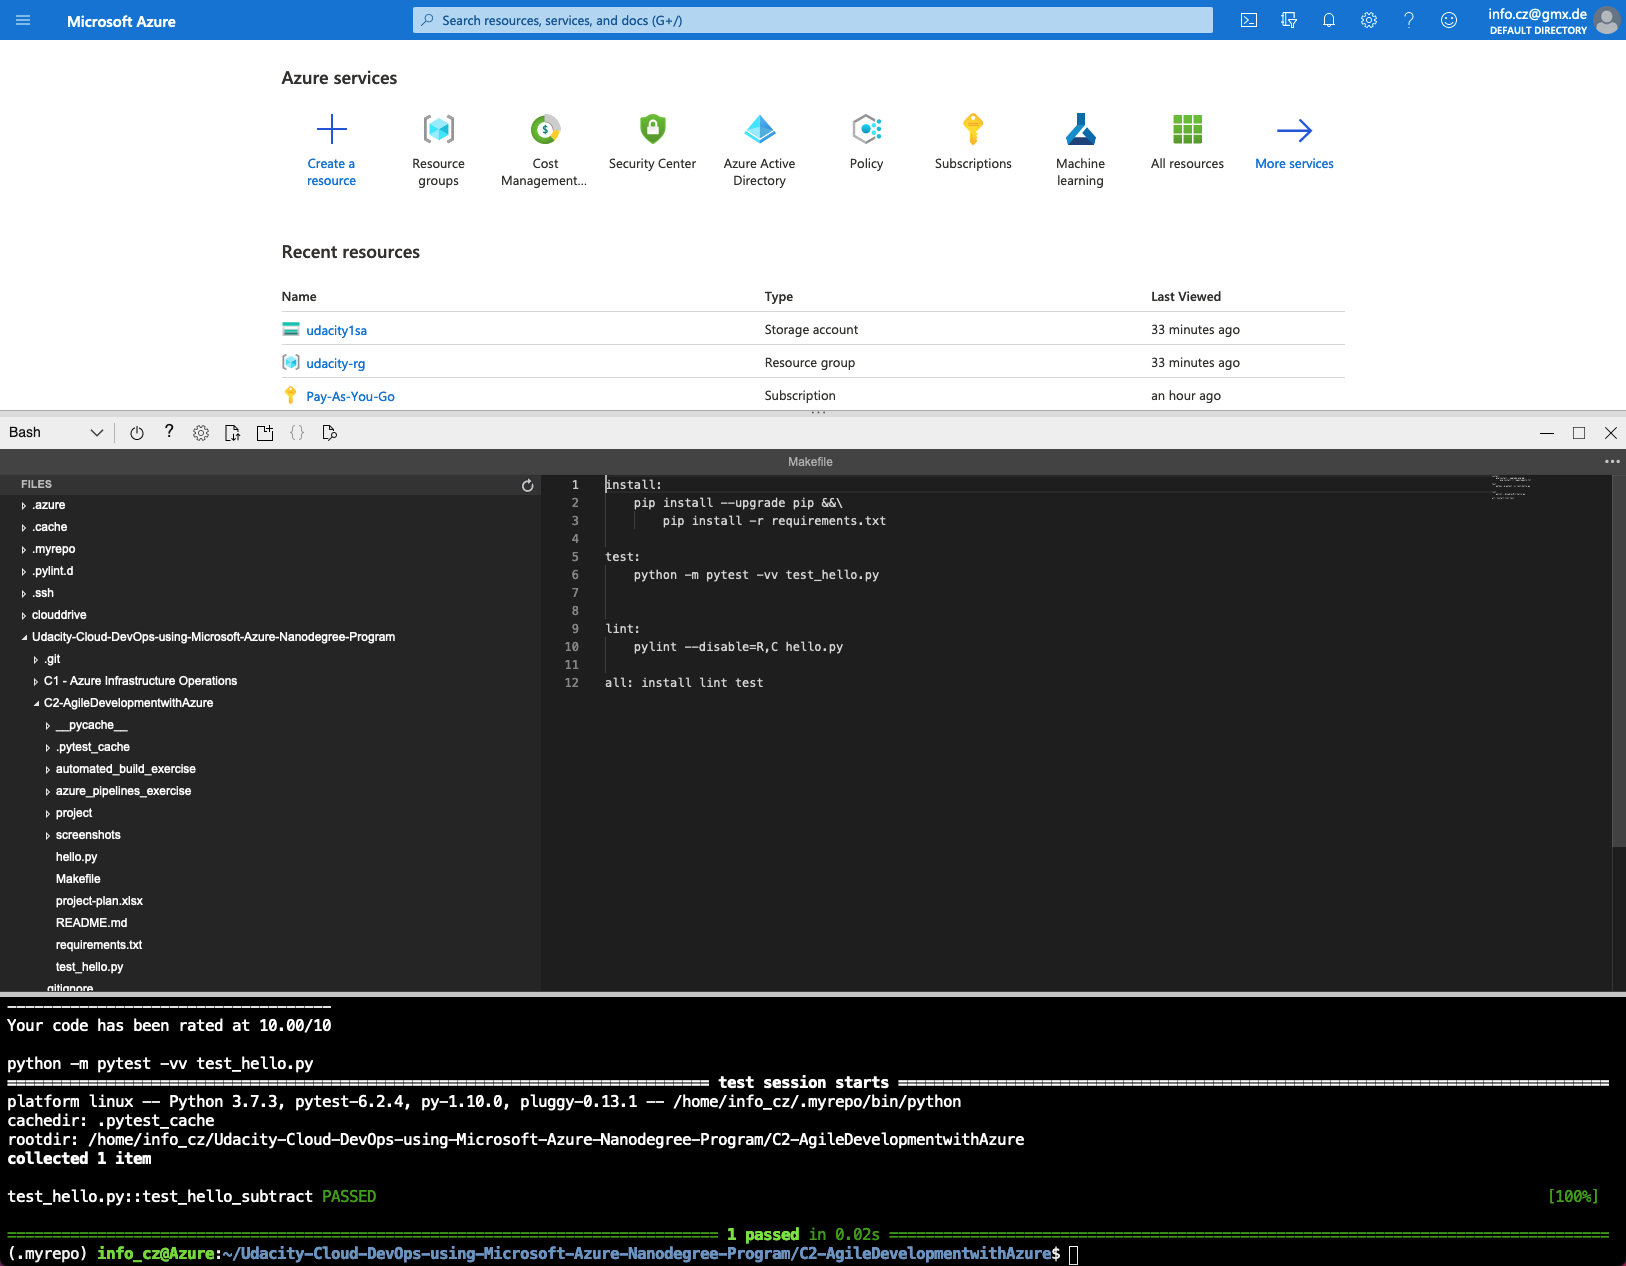 Microsoft Azure
Search resources, services, and docs (G+/)
info.cz@gmx.de
DEFAULT DIRECTORY
Azure services
Create a resource
Resource groups
Cost Management...
Security Center
Azure Active Directory
Policy
Subscriptions
Machine learning
All resources
More services
Recent resources
Name Type Last Viewed
udacity1sa Storage account 33 minutes ago
udacity-rg Resource group 33 minutes ago
Pay-As-You-Go Subscription an hour ago
Bash
Makefile
FILES
.azure
.cache
.myrepo
.pylint.d
.ssh
clouddrive
Udacity-Cloud-DevOps-using-Microsoft-Azure-Nanodegree-Program
.git
C1 - Azure Infrastructure Operations
C2-AgileDevelopmentwithAzure
__pycache__
.pytest_cache
automated_build_exercise
azure_pipelines_exercise
project
screenshots
hello.py
Makefile
project-plan.xlsx
README.md
requirements.txt
test_hello.py
.gitignore
1 install:
2 pip install --upgrade pip &&\
3 pip install -r requirements.txt
4
5 test:
6 python -m pytest -vv test_hello.py
7
8
9 lint:
10 pylint --disable=R,C hello.py
11
12 all: install lint test
------------------------------------
Your code has been rated at 10.00/10
python -m pytest -vv test_hello.py
============================================================================== test session starts ===============================================================================
platform linux -- Python 3.7.3, pytest-6.2.4, py-1.10.0, pluggy-0.13.1 -- /home/info_cz/.myrepo/bin/python
cachedir: .pytest_cache
rootdir: /home/info_cz/Udacity-Cloud-DevOps-using-Microsoft-Azure-Nanodegree-Program/C2-AgileDevelopmentwithAzure
collected 1 item
test_hello.py::test_hello_subtract PASSED [100%]
=============================================================================== 1 passed in 0.02s ================================================================================
(.myrepo) info_cz@Azure:~/Udacity-Cloud-DevOps-using-Microsoft-Azure-Nanodegree-Program/C2-AgileDevelopmentwithAzure$